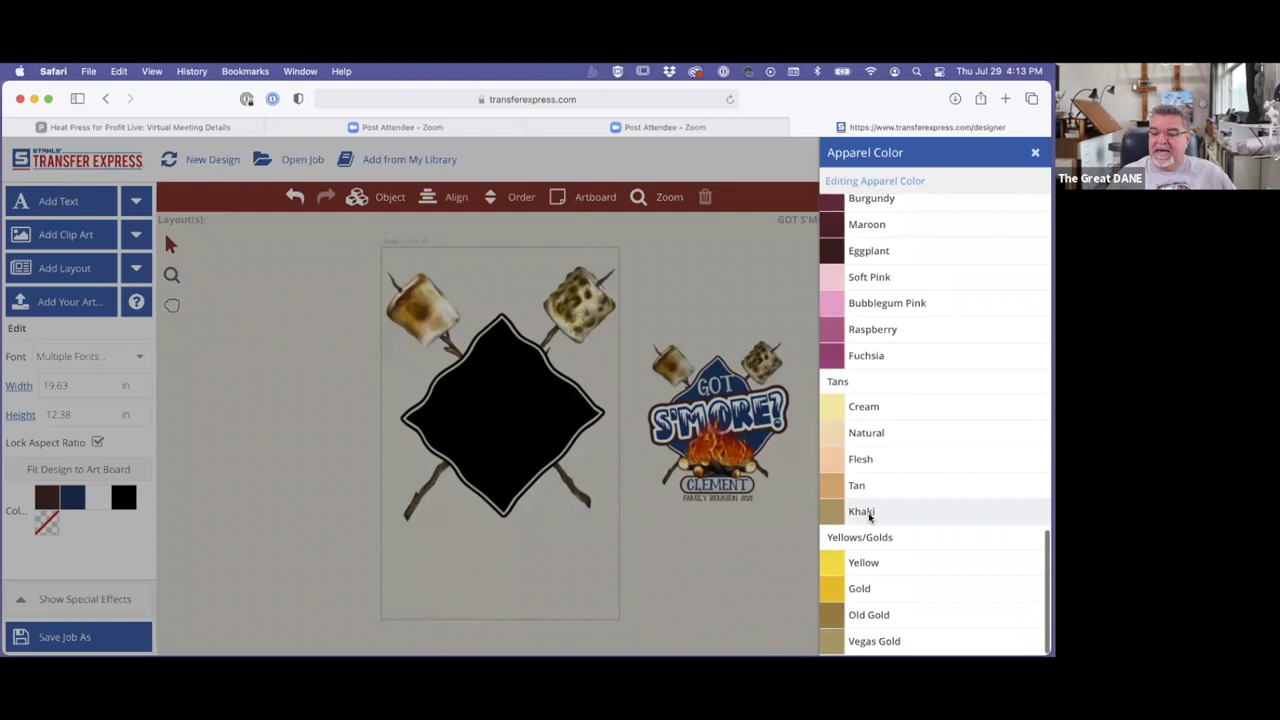 Safari File Edit View History Bookmarks Window Help Thu Jul 29 4:13 PM
transferexpress.com
Heat Press for Profit Live: Virtual Meeting Details
Post Attendee - Zoom
Post Attendee - Zoom
https://www.transferexpress.com/designer
The Great DANE
STAHLS'
TRANSFER EXPRESS
New Design
Open Job
Add from My Library
Apparel Color
Editing Apparel Color
Add Text
Add Clip Art
Add Layout
Add Your Art...
Object
Align
Order
Artboard
Zoom
Layout(s):
Edit
Font Multiple Fonts...
Width 19.63 in
Height 12.38 in
Lock Aspect Ratio
Fit Design to Art Board
Col...
Show Special Effects
Save Job As
GOT
S'MORE?
CLEMENT
FAMILY REUNION 2021
Burgundy
Maroon
Eggplant
Soft Pink
Bubblegum Pink
Raspberry
Fuchsia
Tans
Cream
Natural
Flesh
Tan
Khaki
Yellows/Golds
Yellow
Gold
Old Gold
Vegas Gold